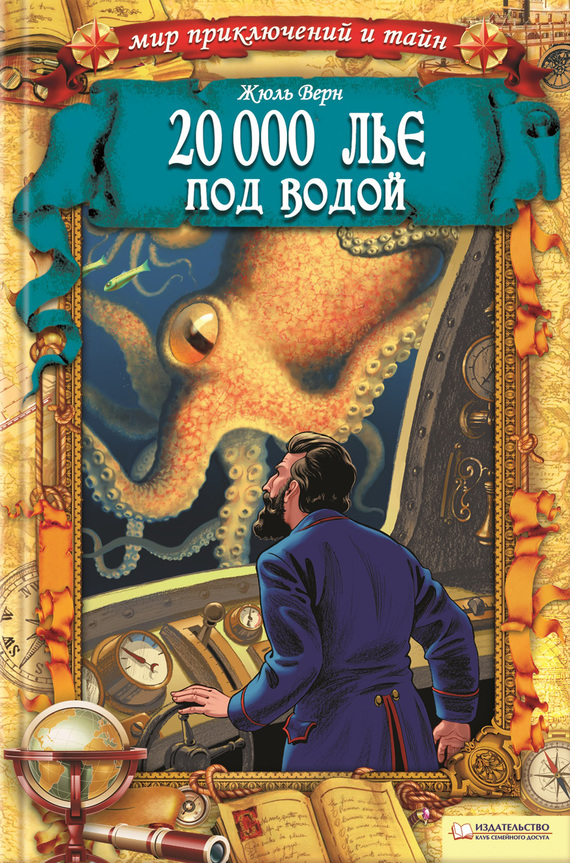 мир приключений и тайн
Жюль Верн
20 000 ЛЬЕ
ПОД ВОДОЙ
ИЗДАТЕЛЬСТВО
КЛУБ СЕМЕЙНОГО ДОСУГА